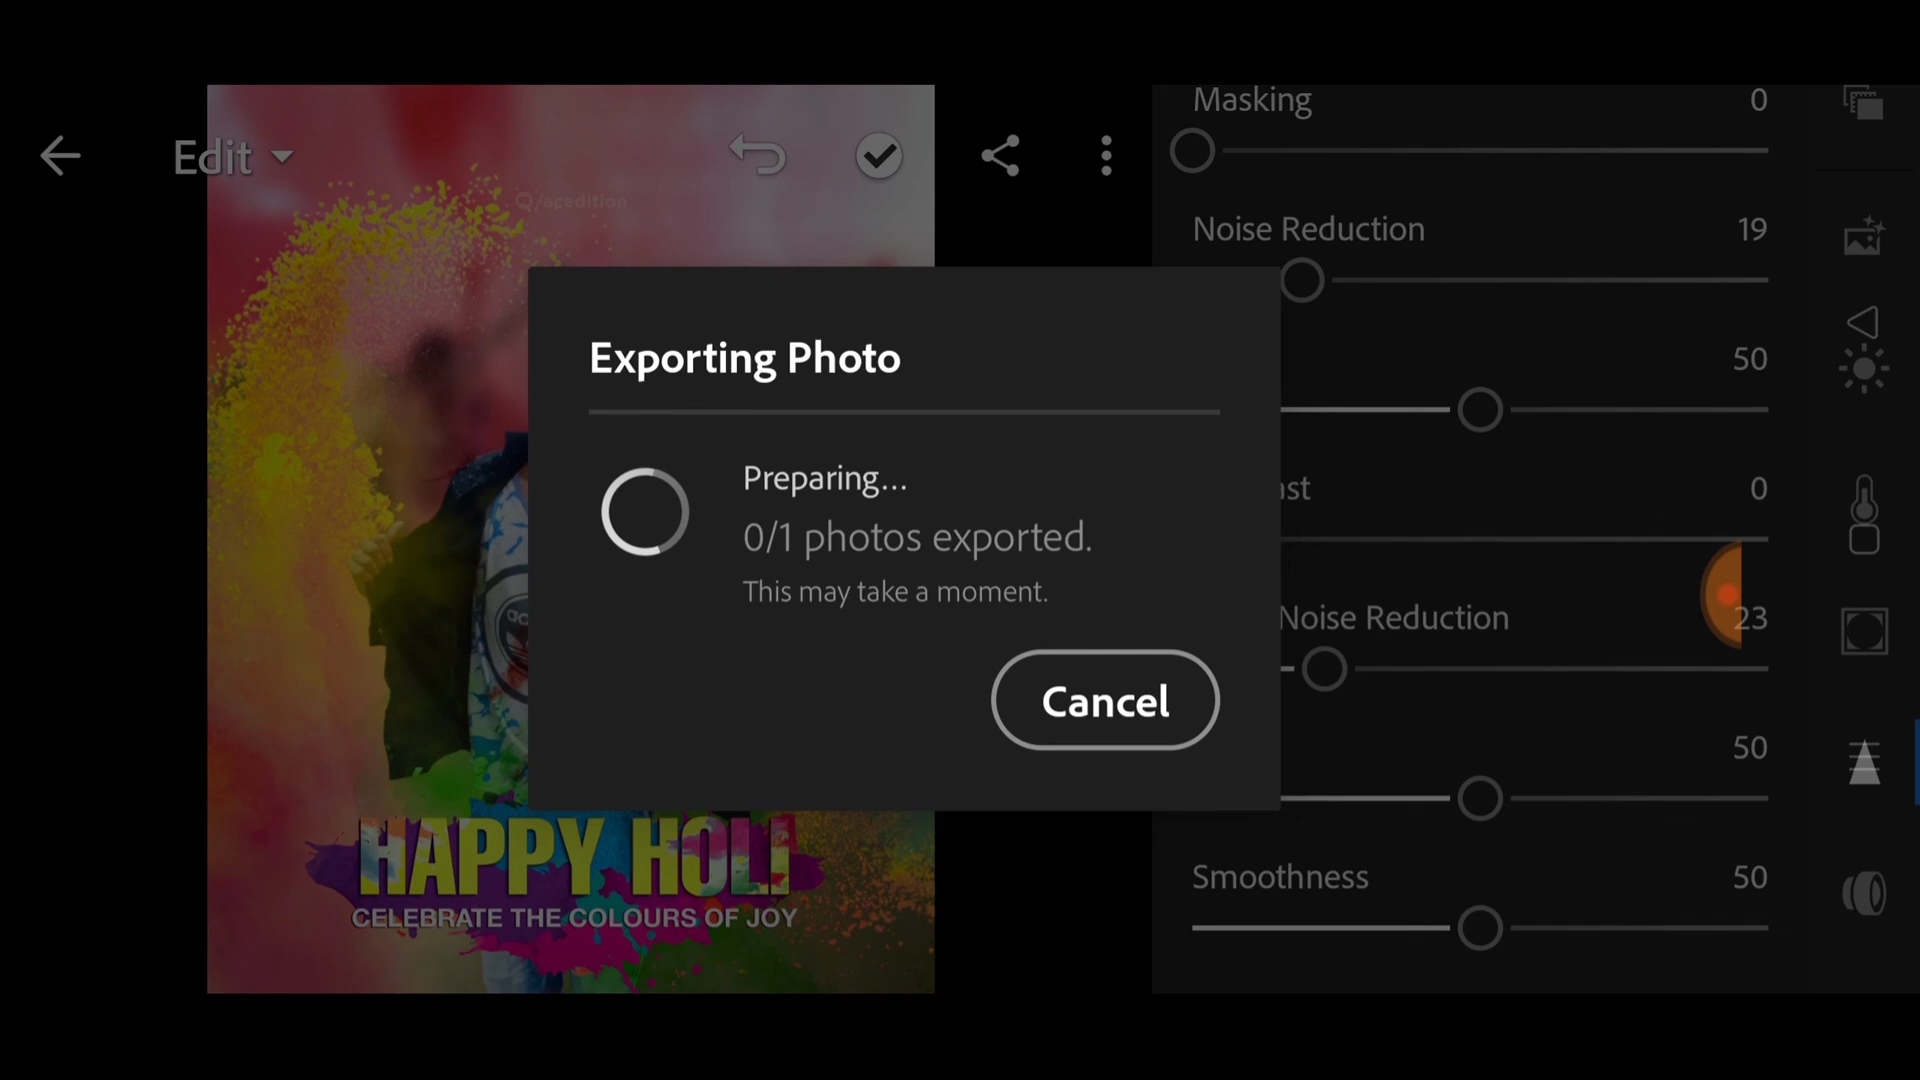 Edit
Q/apedition
HAPPY HOLI
CELEBRATE THE COLOURS OF JOY
Exporting Photo
Preparing...
0/1 photos exported.
This may take a moment.
Cancel
Masking 0
Noise Reduction 19
50
0
Noise Reduction 23
50
Smoothness 50